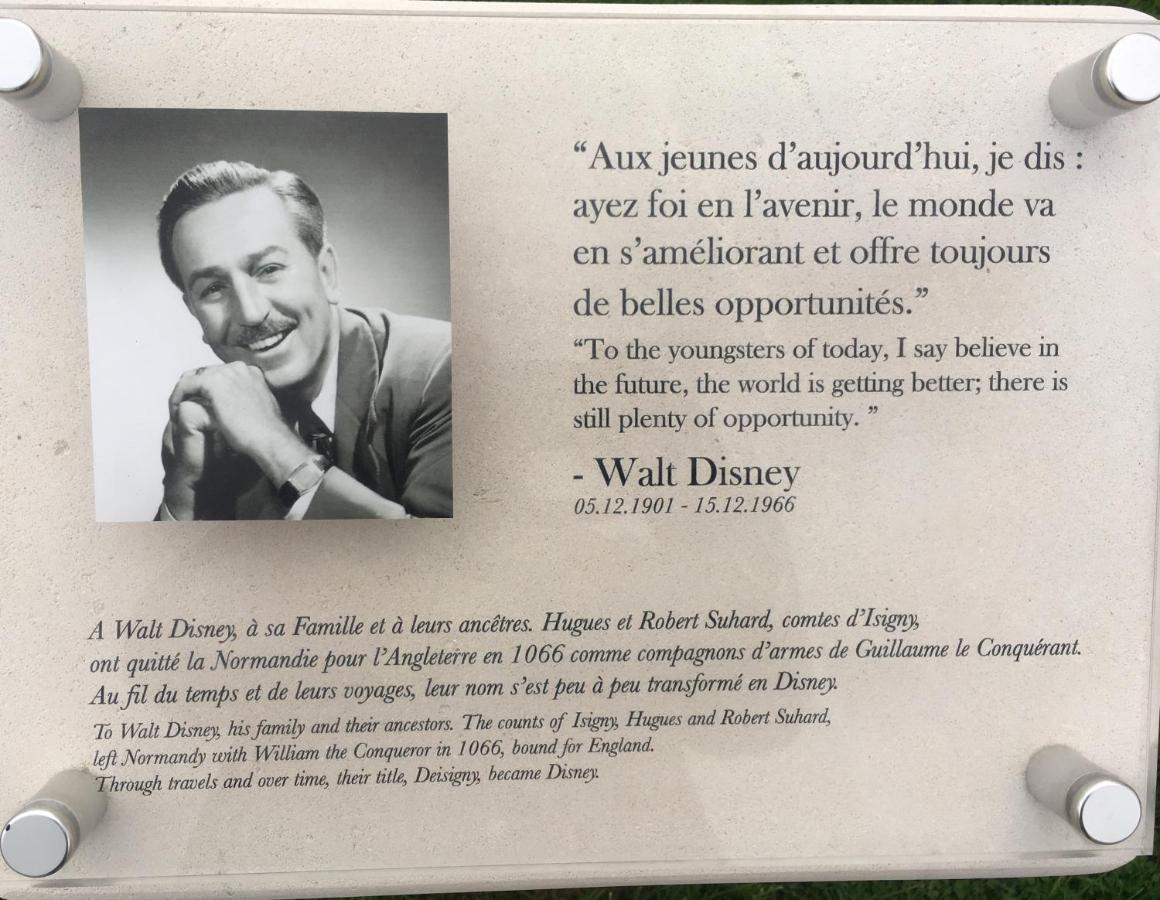 “Aux jeunes d’aujourd’hui, je dis :
ayez foi en l’avenir, le monde va
en s’améliorant et offre toujours
de belles opportunités.”
“To the youngsters of today, I say believe in
the future, the world is getting better; there is
still plenty of opportunity. ”
- Walt Disney
05.12.1901 - 15.12.1966
A Walt Disney, à sa Famille et à leurs ancêtres. Hugues et Robert Suhard, comtes d’Isigny,
ont quitté la Normandie pour l’Angleterre en 1066 comme compagnons d’armes de Guillaume le Conquérant.
Au fil du temps et de leurs voyages, leur nom s’est peu à peu transformé en Disney.
To Walt Disney, his family and their ancestors. The counts of Isigny, Hugues and Robert Suhard,
left Normandy with William the Conqueror in 1066, bound for England.
Through travels and over time, their title, Deisigny, became Disney.